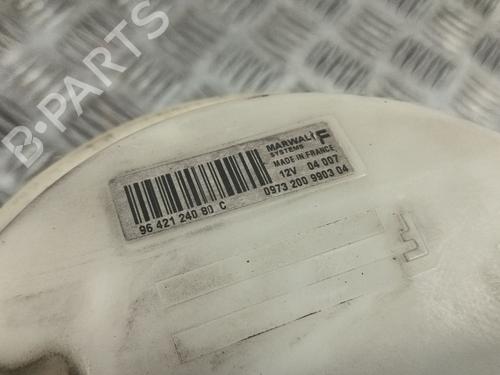 B-PARTS
MARWAL F
SYSTEMS
MADE IN FRANCE
12V 04 007
0973 200 9903 04
96 421 240 80 C